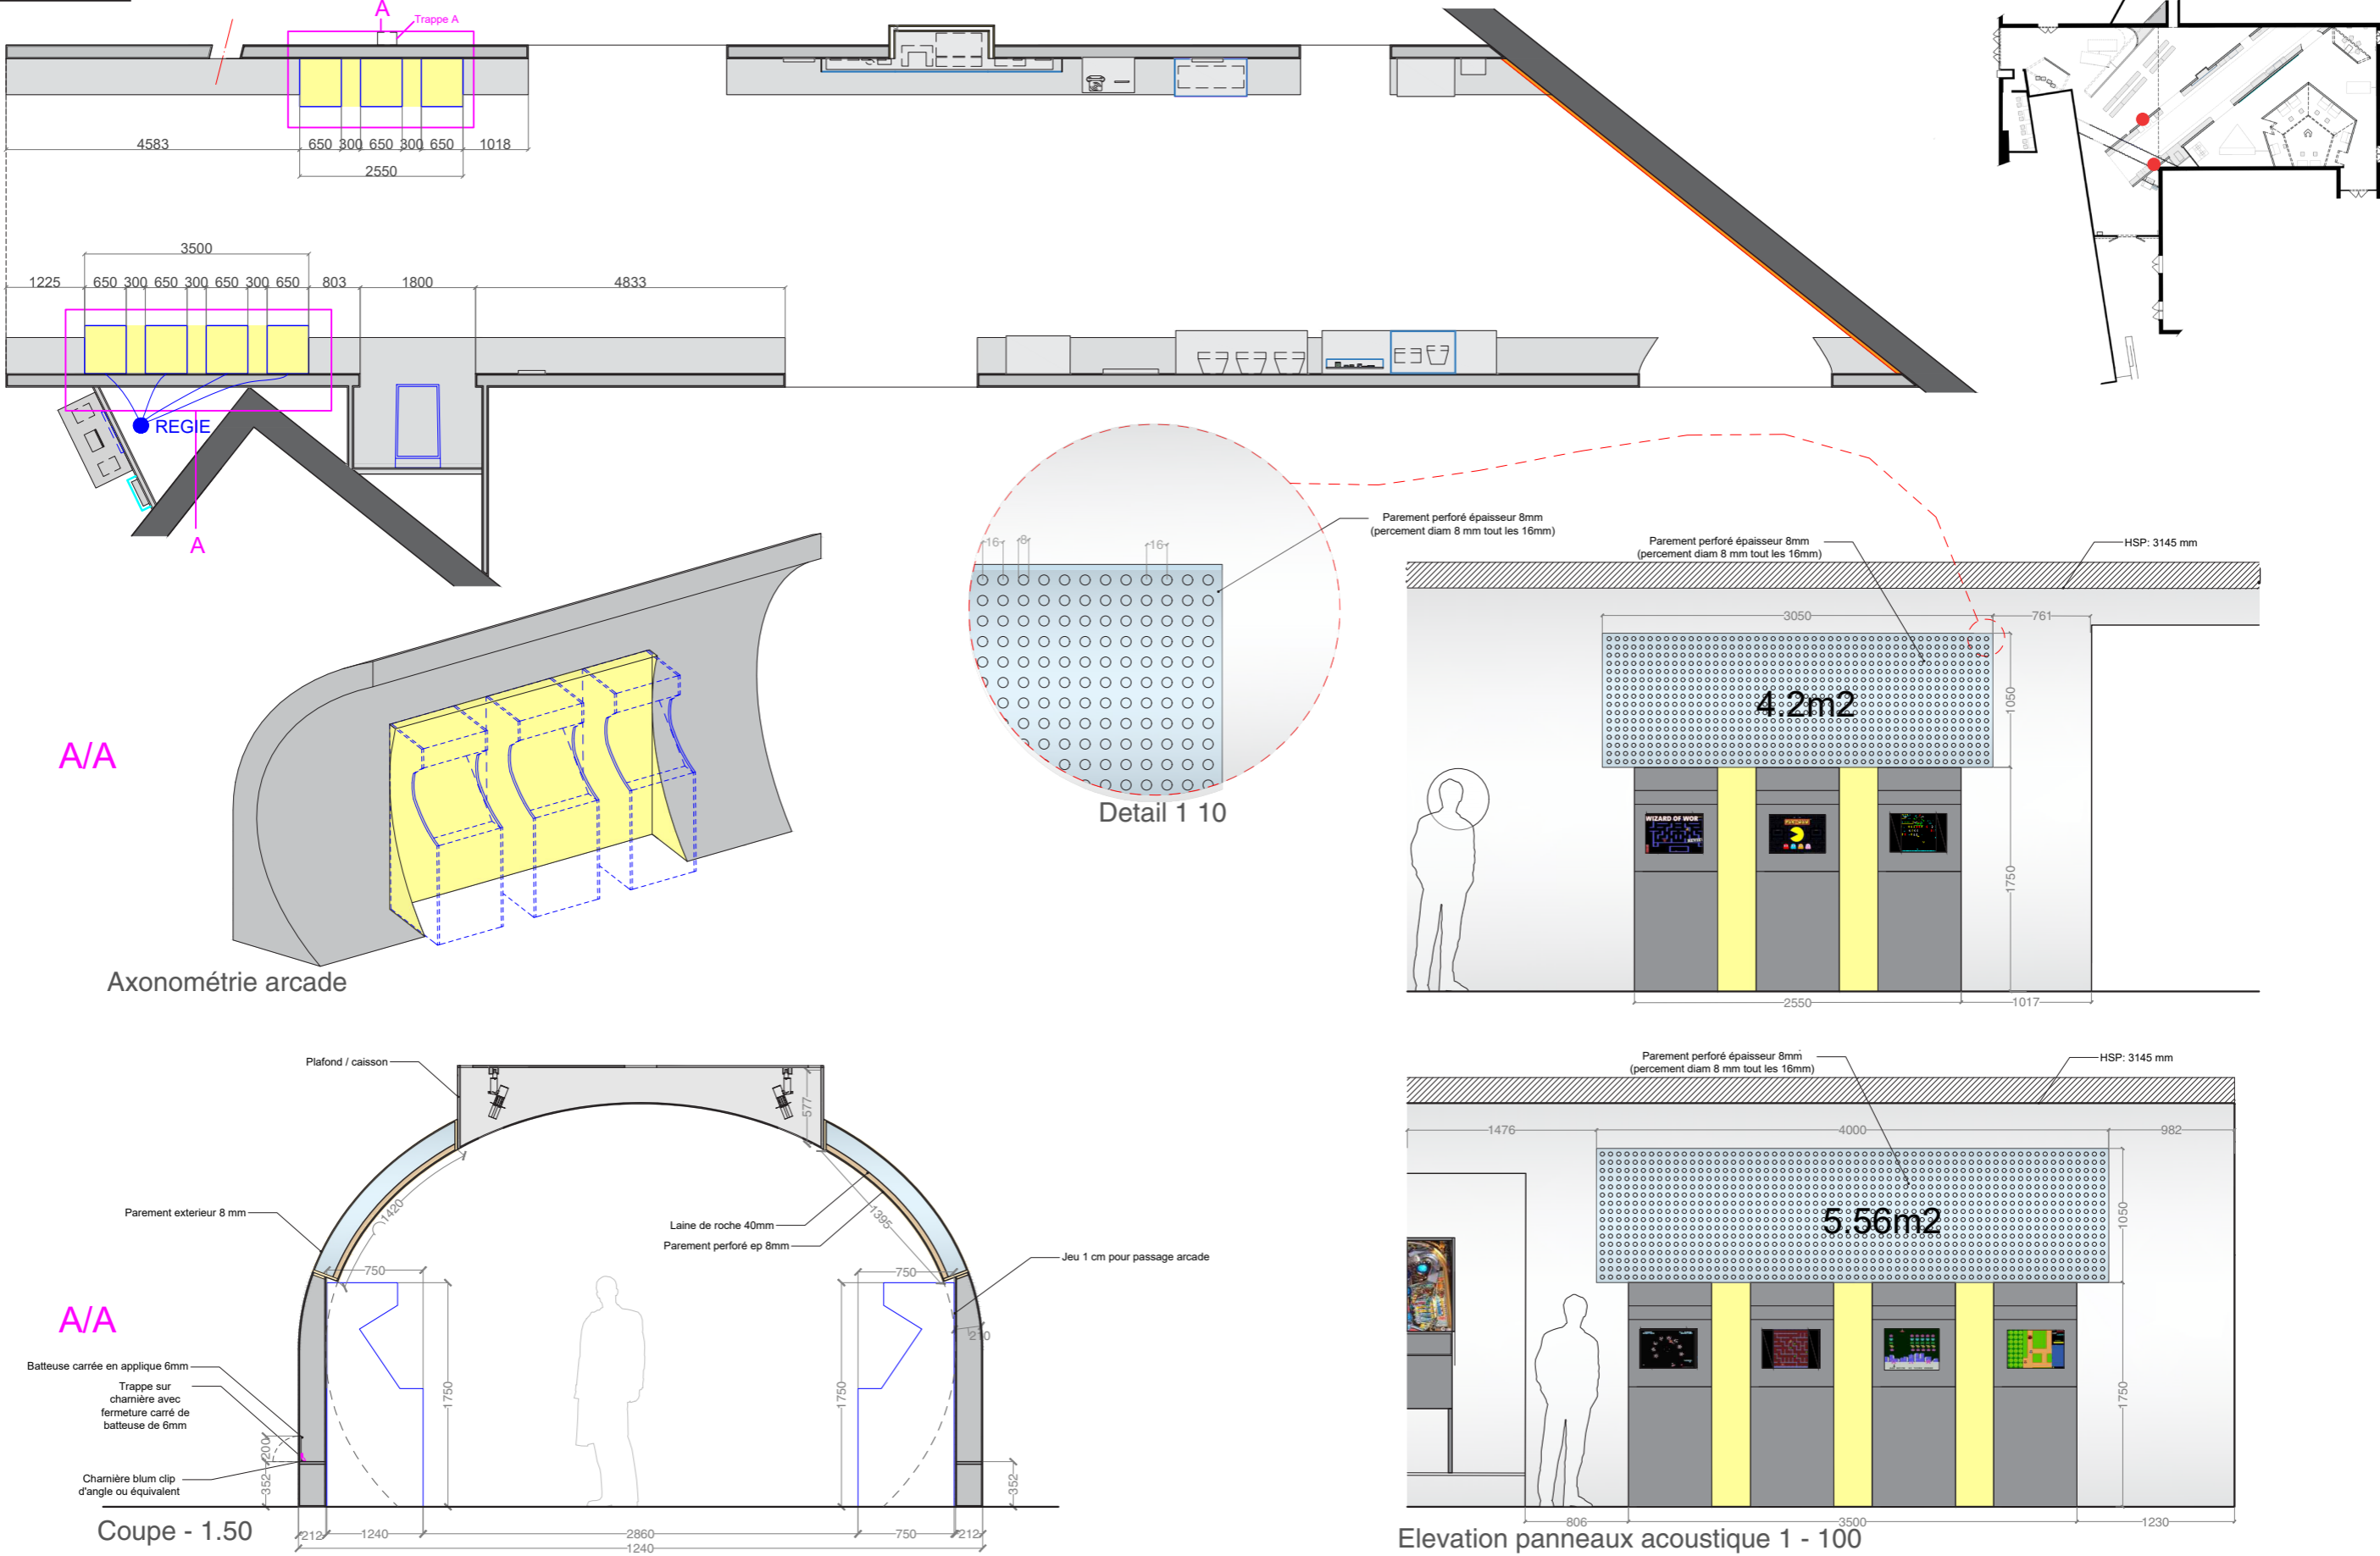 A
Trappe A
4583
650 300 650 300 650
1018
2550
3500
1225
650 300 650 300 650 300 650
803
1800
4833
REGIE
A
16
8
16
Parement perforé épaisseur 8mm
(percement diam 8 mm tout les 16mm)
Detail 1 10
Parement perforé épaisseur 8mm
(percement diam 8 mm tout les 16mm)
HSP: 3145 mm
3050
761
4.2m2
1050
WIZARD OF WOR
1750
2550
1017
A/A
Axonométrie arcade
Plafond / caisson
577
Parement exterieur 8 mm
1420
1395
Laine de roche 40mm
Parement perforé ep 8mm
Jeu 1 cm pour passage arcade
750
750
A/A
210
Batteuse carrée en applique 6mm
Trappe sur
charnière avec
fermeture carré de
batteuse de 6mm
1750
1750
200
352
352
Charnière blum clip
d'angle ou équivalent
Coupe - 1.50
212
1240
2860
750
212
1240
Parement perforé épaisseur 8mm
(percement diam 8 mm tout les 16mm)
HSP: 3145 mm
1476
4000
982
5.56m2
1050
1750
806
3500
1230
Elevation panneaux acoustique 1 - 100